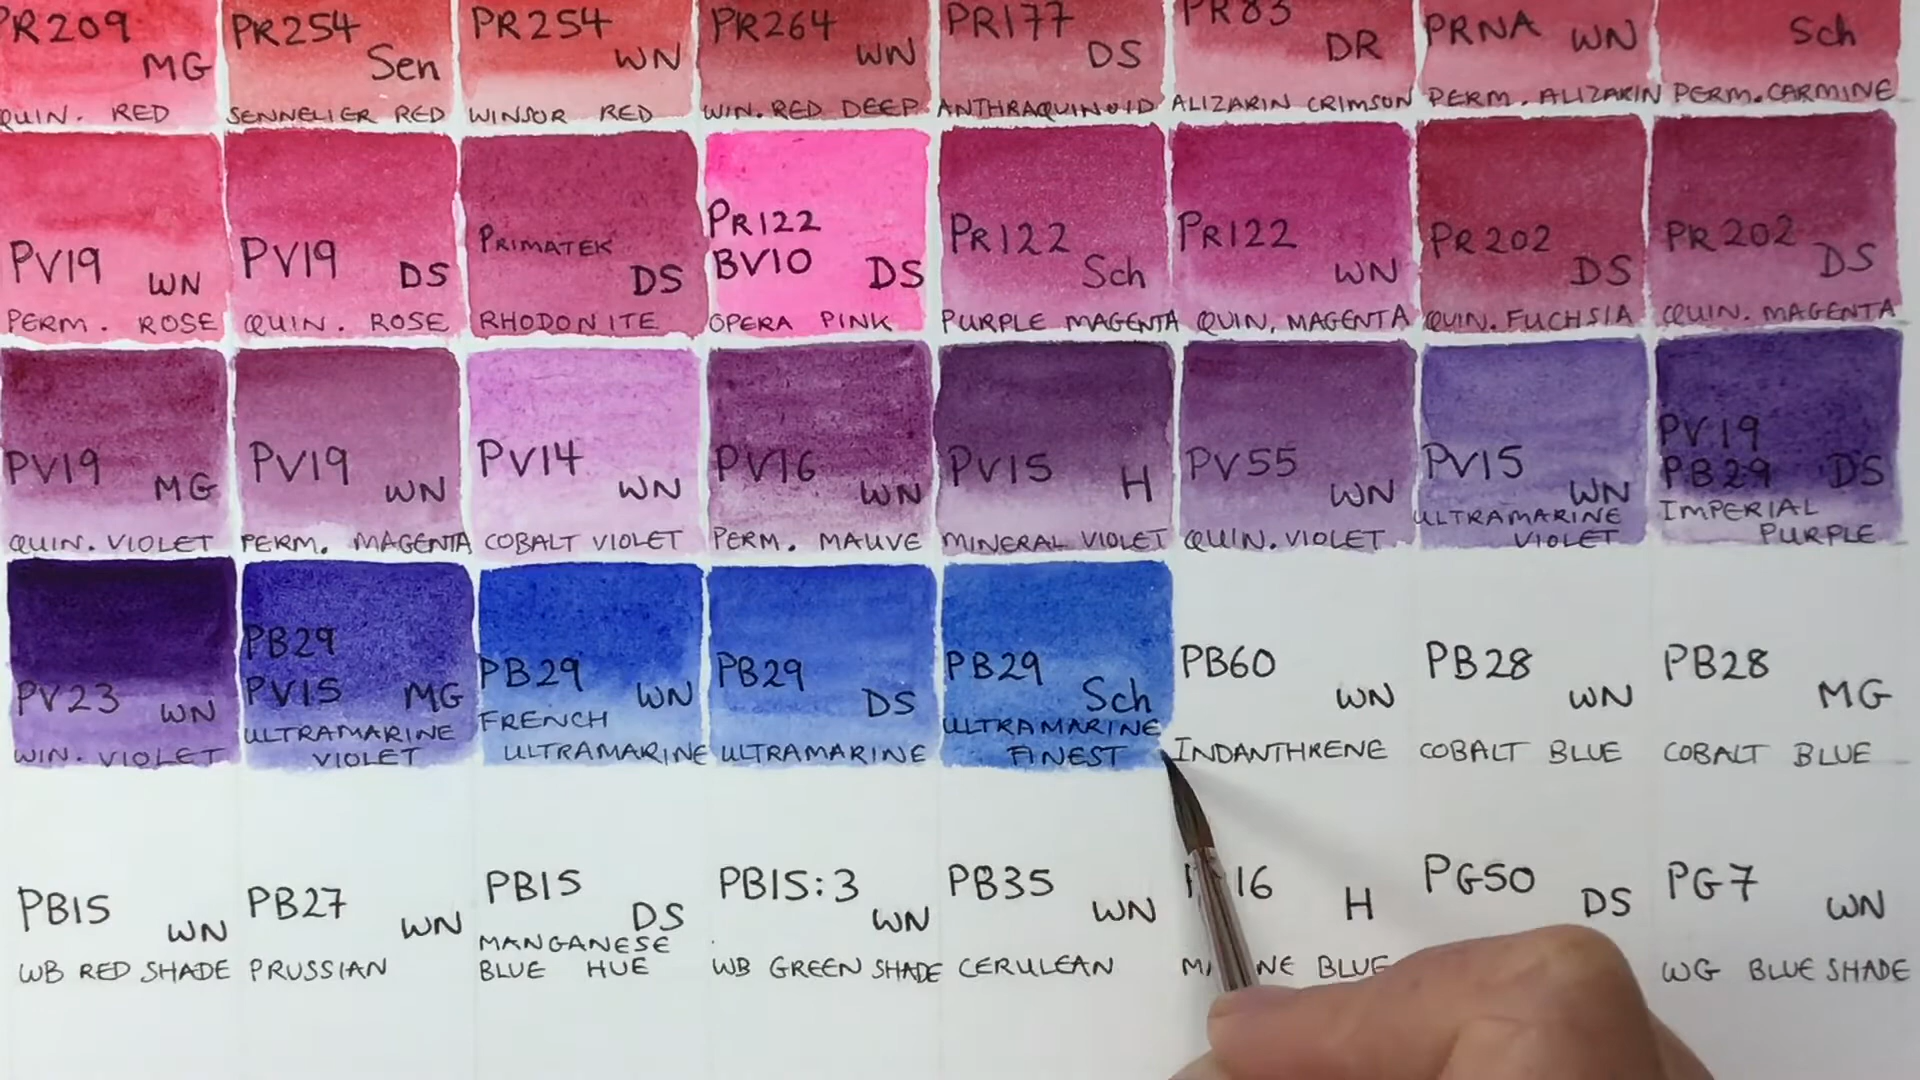 PR209 MG
QUIN. RED
PR254 Sen
SENNELIER RED
PR254 WN
WINSOR RED
PR264 WN
WIN. RED DEEP
PR177 DS
ANTHRAQUINOID
PR83 DR
ALIZARIN CRIMSON
PRNA WN
PERM. ALIZARIN
Sch
PERM. CARMINE
PV19 WN
PERM. ROSE
PV19 DS
QUIN. ROSE
PRIMATEK DS
RHODONITE
PR122
BV10 DS
OPERA PINK
PR122 Sch
PURPLE MAGENTA
PR122 WN
QUIN. MAGENTA
PR202 DS
QUIN. FUCHSIA
PR202 DS
QUIN. MAGENTA
PV19 MG
QUIN. VIOLET
PV19 WN
PERM. MAGENTA
PV14 WN
COBALT VIOLET
PV16 WN
PERM. MAUVE
PV15 H
MINERAL VIOLET
PV55 WN
QUIN. VIOLET
PV15 WN
ULTRAMARINE
VIOLET
PV19
PB29 DS
IMPERIAL
PURPLE
PV23 WN
WIN. VIOLET
PB29
PV15 MG
ULTRAMARINE
VIOLET
PB29 WN
FRENCH
ULTRAMARINE
PB29 DS
ULTRAMARINE
PB29 Sch
ULTRAMARINE
FINEST
PB60 WN
INDANTHRENE
PB28 WN
COBALT BLUE
PB28 MG
COBALT BLUE
PB15 WN
WB RED SHADE
PB27 WN
PRUSSIAN
PB15 DS
MANGANESE
BLUE HUE
PB15:3 WN
WB GREEN SHADE
PB35 WN
CERULEAN
16 H
BLUE
PG50 DS
PG7 WN
WG BLUE SHADE